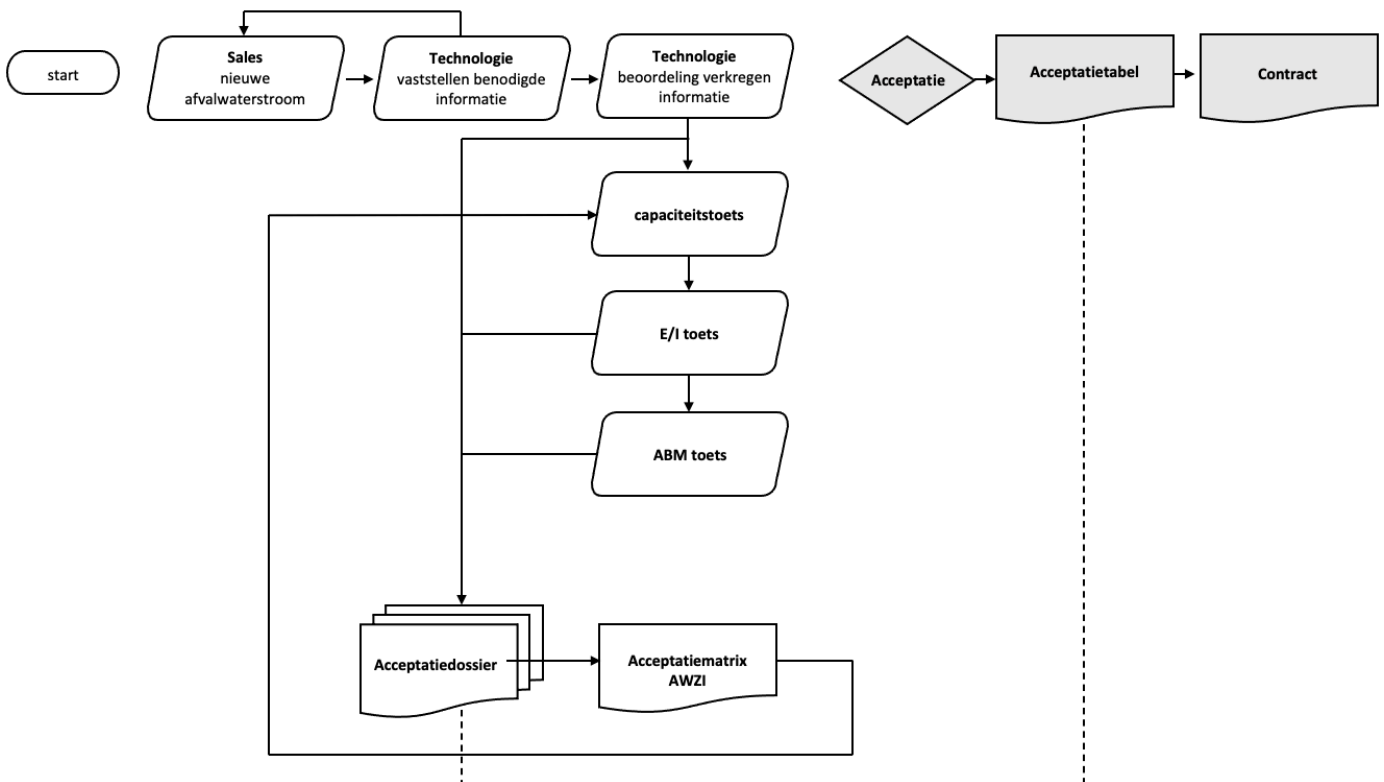 start
Sales
nieuwe
afvalwaterstroom
Technologie
vaststellen benodigde
informatie
Technologie
beoordeling verkregen
informatie
Acceptatie
Acceptatietabel
Contract
capaciteitstoets
E/I toets
ABM toets
Acceptatiedossier
Acceptatiematrix
AWZI